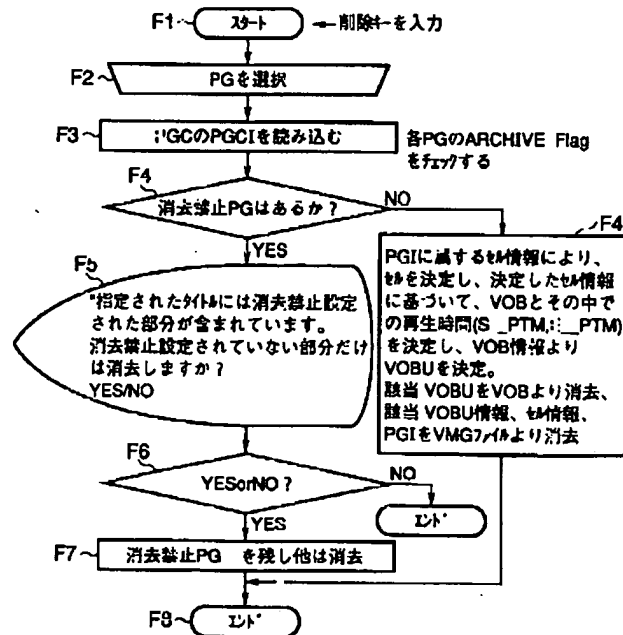 F1 スタート ←削除キーを入力
F2 PGを選択
F3 PGCのPGCIを読み込む
各PGのARCHIVE Flag
をチェックする
F4 消去禁止PGはあるか?
NO
YES
F4
PGIに属するセル情報により、
セルを決定し、決定したセル情報
に基づいて、VOBとその中で
の再生時間(S_PTM,E_PTM)
を決定し、VOB情報より
VOBUを決定。
該当 VOBUをVOBより消去、
該当 VOBU情報、セル情報、
PGIをVMGファイルより消去
F5
"指定されたタイトルには消去禁止設定
された部分が含まれています。
消去禁止設定されていない部分だけ
は消去しますか?
YES/NO
F6 YESorNO?
NO
エンド
YES
F7 消去禁止PG を残し他は消去
エンド